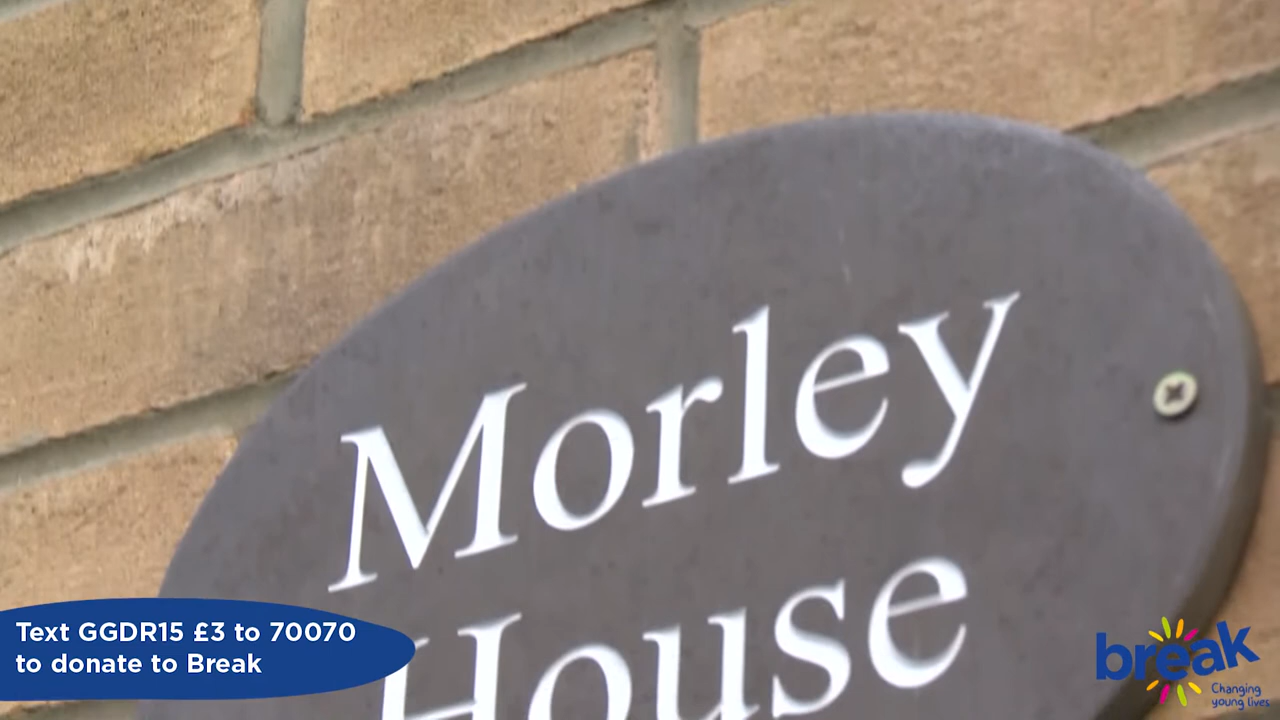 Morley
House
Text GGDR15 £3 to 70070
to donate to Break
break
Changing
young lives